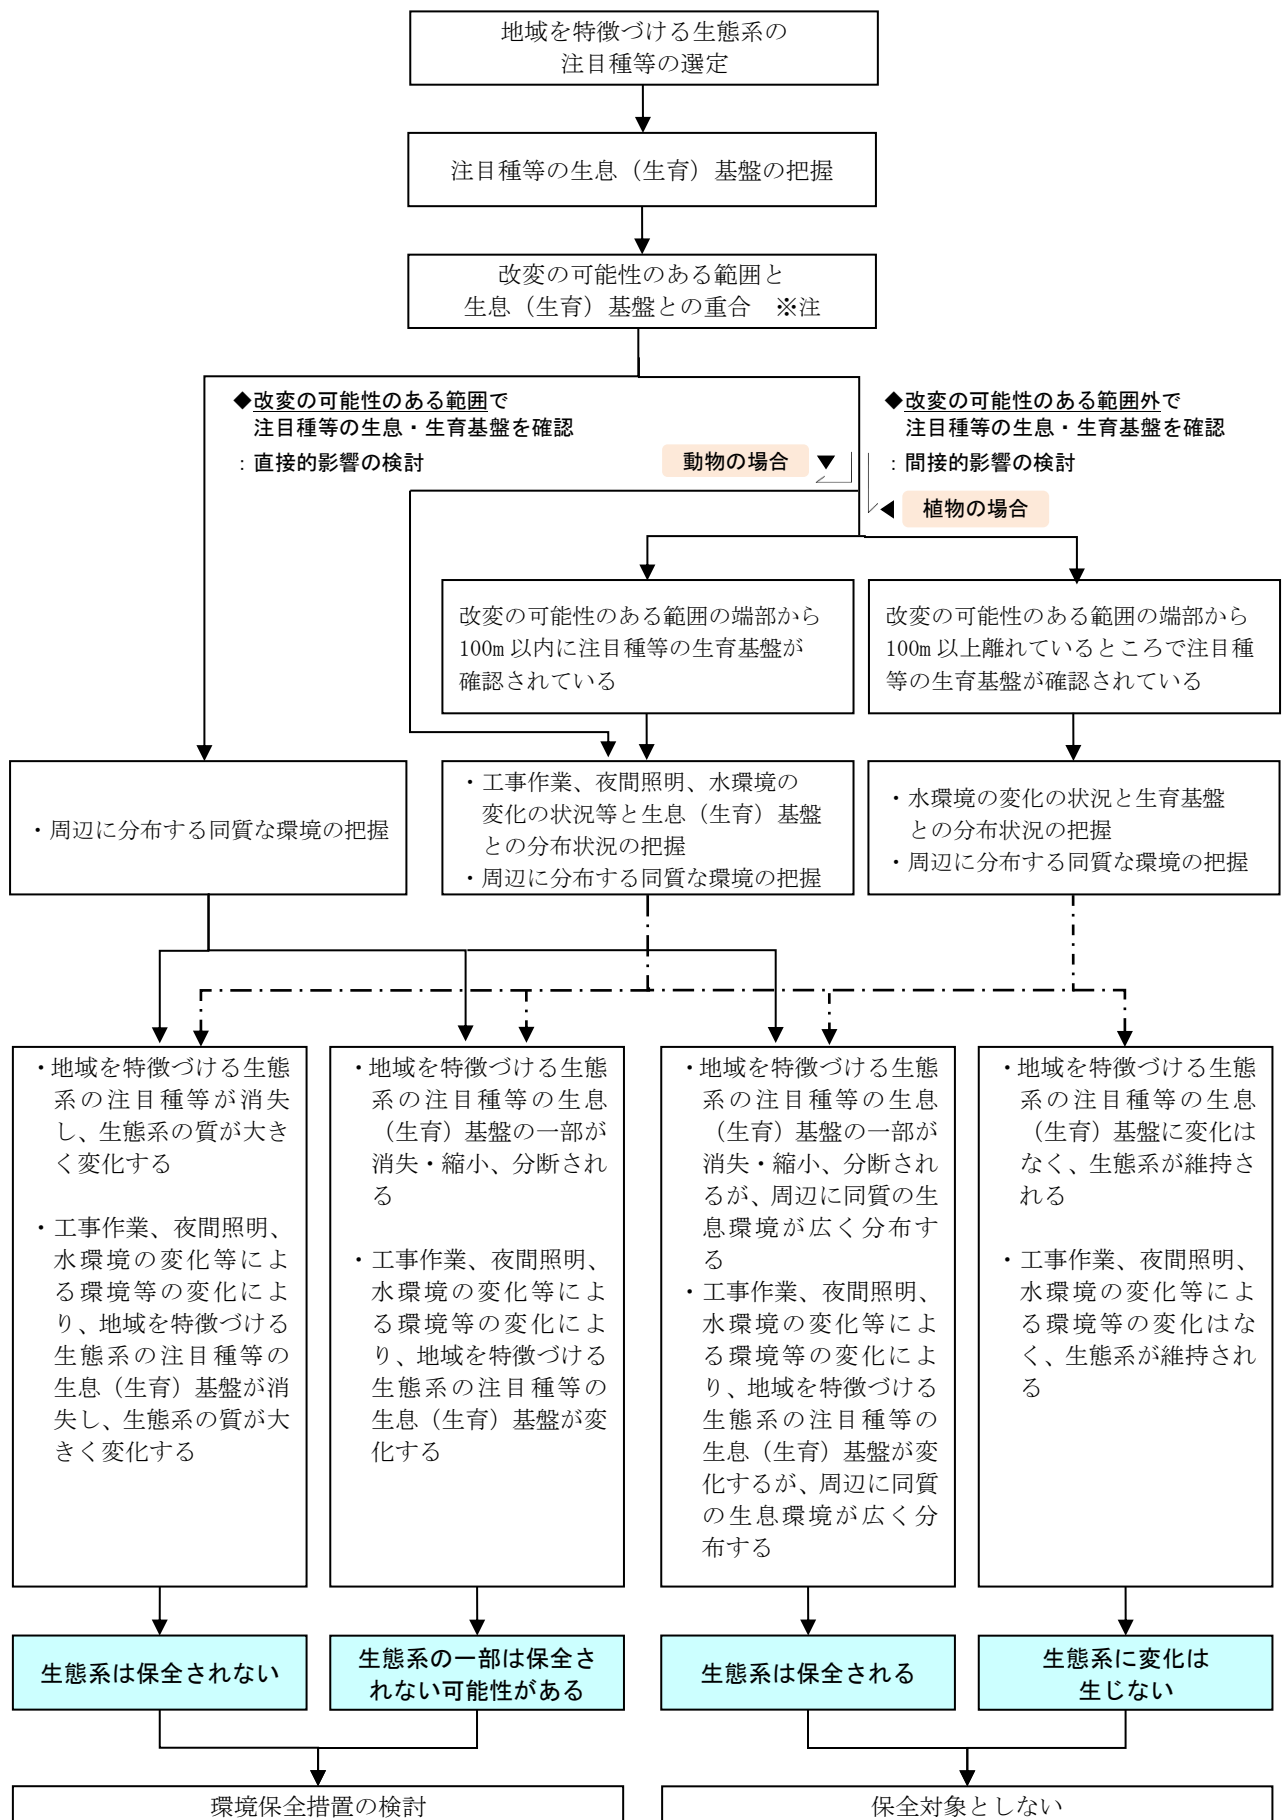 地域を特徴づける生態系の
注目種等の選定
注目種等の生息（生育）基盤の把握
改変の可能性のある範囲と
生息（生育）基盤との重合　※注
◆改変の可能性のある範囲で
注目種等の生息・生育基盤を確認
：直接的影響の検討
◆改変の可能性のある範囲外で
注目種等の生息・生育基盤を確認
：間接的影響の検討
動物の場合
植物の場合
改変の可能性のある範囲の端部から
100m 以内に注目種等の生育基盤が
確認されている
改変の可能性のある範囲の端部から
100m 以上離れているところで注目種
等の生育基盤が確認されている
・周辺に分布する同質な環境の把握
・工事作業、夜間照明、水環境の
変化の状況等と生息（生育）基盤
との分布状況の把握
・周辺に分布する同質な環境の把握
・水環境の変化の状況と生育基盤
との分布状況の把握
・周辺に分布する同質な環境の把握
・地域を特徴づける生態
系の注目種等が消失
し、生態系の質が大き
く変化する
・工事作業、夜間照明、
水環境の変化等によ
る環境等の変化によ
り、地域を特徴づける
生態系の注目種等の
生息（生育）基盤が消
失し、生態系の質が大
きく変化する
・地域を特徴づける生態
系の注目種等の生息
（生育）基盤の一部が
消失・縮小、分断され
る
・工事作業、夜間照明、
水環境の変化等によ
る環境等の変化によ
り、地域を特徴づける
生態系の注目種等の
生息（生育）基盤が変
化する
・地域を特徴づける生態
系の注目種等の生息
（生育）基盤の一部が
消失・縮小、分断され
るが、周辺に同質の生
息環境が広く分布す
る
・工事作業、夜間照明、
水環境の変化等によ
る環境等の変化によ
り、地域を特徴づける
生態系の注目種等の
生息（生育）基盤が変
化するが、周辺に同質
の生息環境が広く分
布する
・地域を特徴づける生態
系の注目種等の生息
（生育）基盤に変化は
なく、生態系が維持さ
れる
・工事作業、夜間照明、
水環境の変化等によ
る環境等の変化はな
く、生態系が維持され
る
生態系は保全されない
生態系の一部は保全さ
れない可能性がある
生態系は保全される
生態系に変化は
生じない
環境保全措置の検討
保全対象としない